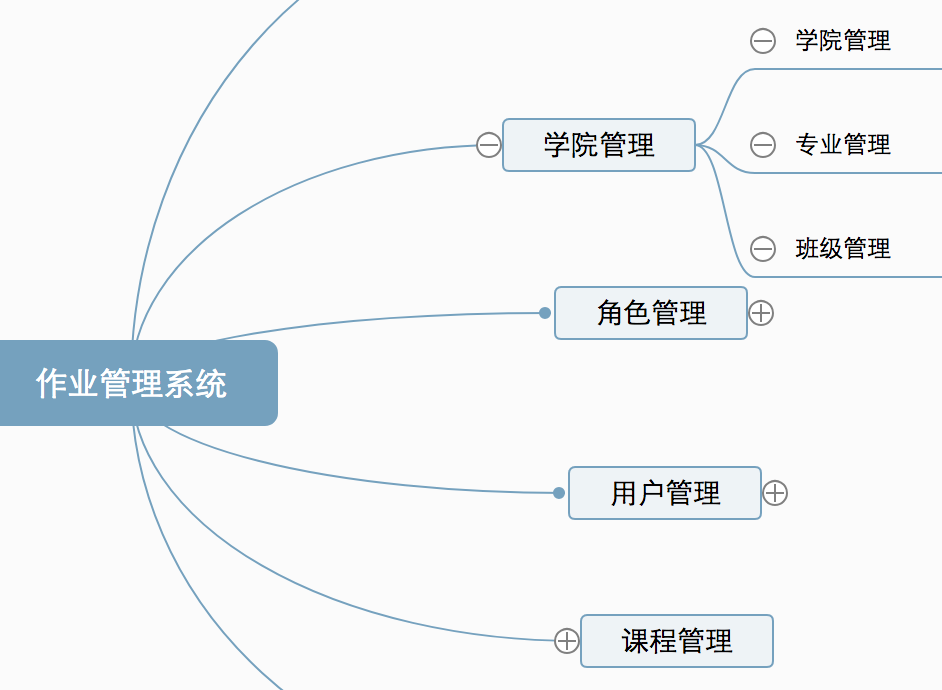 学院管理
学院管理
专业管理
班级管理
角色管理
作业管理系统
用户管理
课程管理